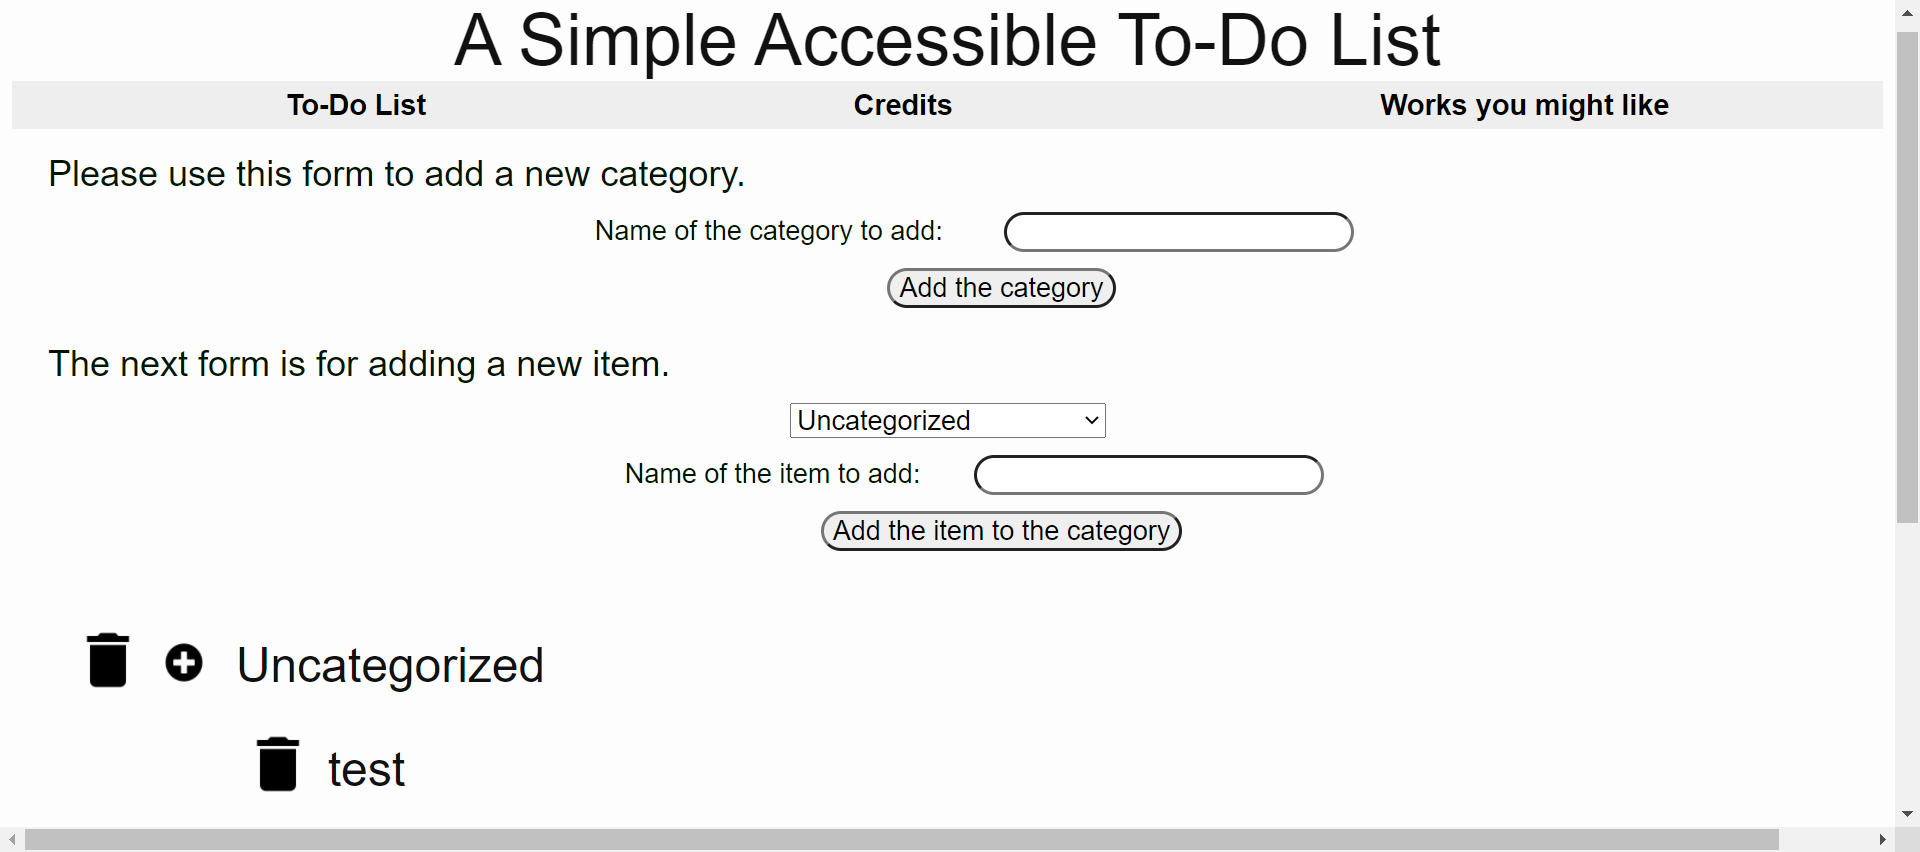 A Simple Accessible To-Do List
To-Do List Credits Works you might like
Please use this form to add a new category.
Name of the category to add:
Add the category
The next form is for adding a new item.
Uncategorized
Name of the item to add:
Add the item to the category
Uncategorized
test